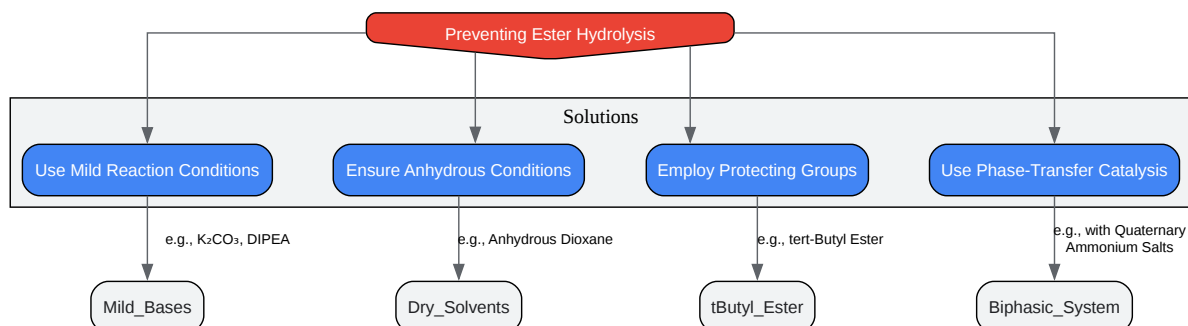 Preventing Ester Hydrolysis
Solutions
Use Mild Reaction Conditions
Ensure Anhydrous Conditions
Employ Protecting Groups
Use Phase-Transfer Catalysis
e.g., K₂CO₃, DIPEA
e.g., Anhydrous Dioxane
e.g., tert-Butyl Ester
e.g., with Quaternary
Ammonium Salts
Mild_Bases
Dry_Solvents
tButyl_Ester
Biphasic_System